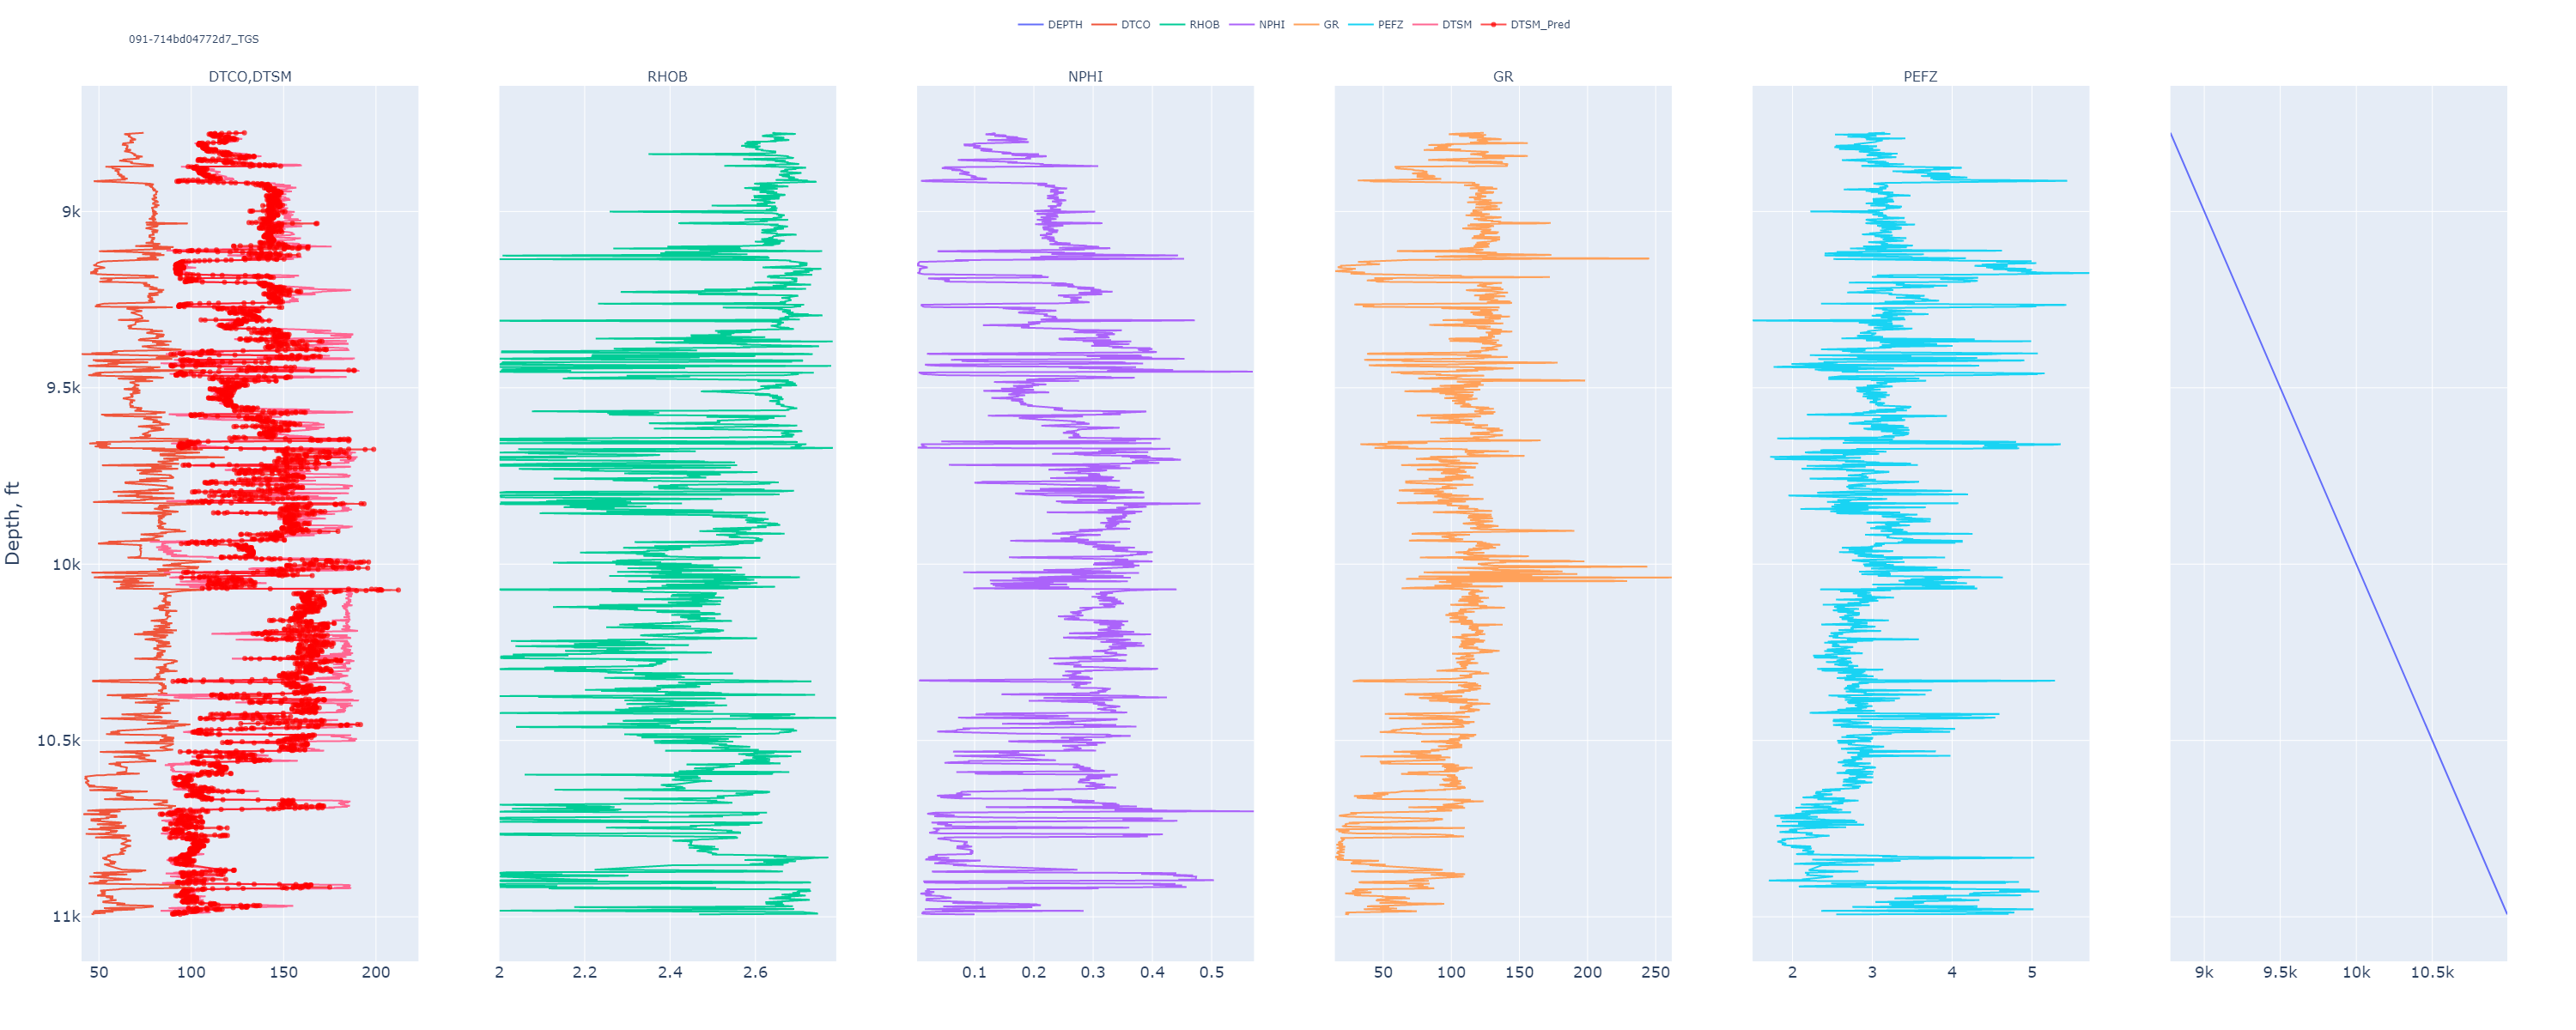 DEPTH DTCO RHOB NPHI GR PEFZ DTSM DTSM_Pred
091-714bd04772d7_TGS
DTCO,DTSM RHOB NPHI GR PEFZ
9k
9.5k
Depth, ft
10k
10.5k
11k
50 100 150 200 2 2.2 2.4 2.6 0.1 0.2 0.3 0.4 0.5 50 100 150 200 250 2 3 4 5 9k 9.5k 10k 10.5k